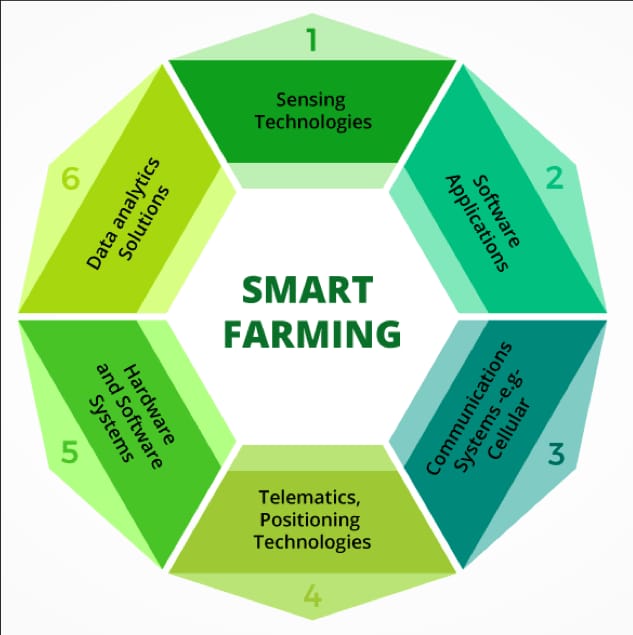 1
Sensing
Technologies
2
Software
Applications
3
Communications
Systems -e.g-
Cellular
4
Telematics,
Positioning
Technologies
5
Hardware
and Software
Systems
6
Data analytics
Solutions
SMART
FARMING